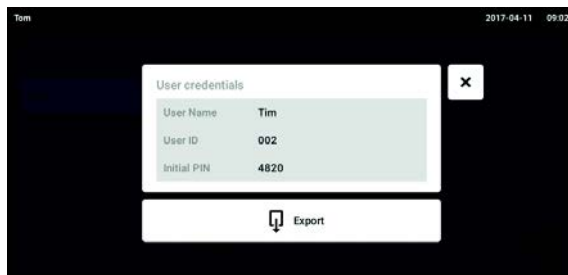 Tom 2017-04-11 09:02
User credentials
User Name Tim
User ID 002
Initial PIN 4820
Export